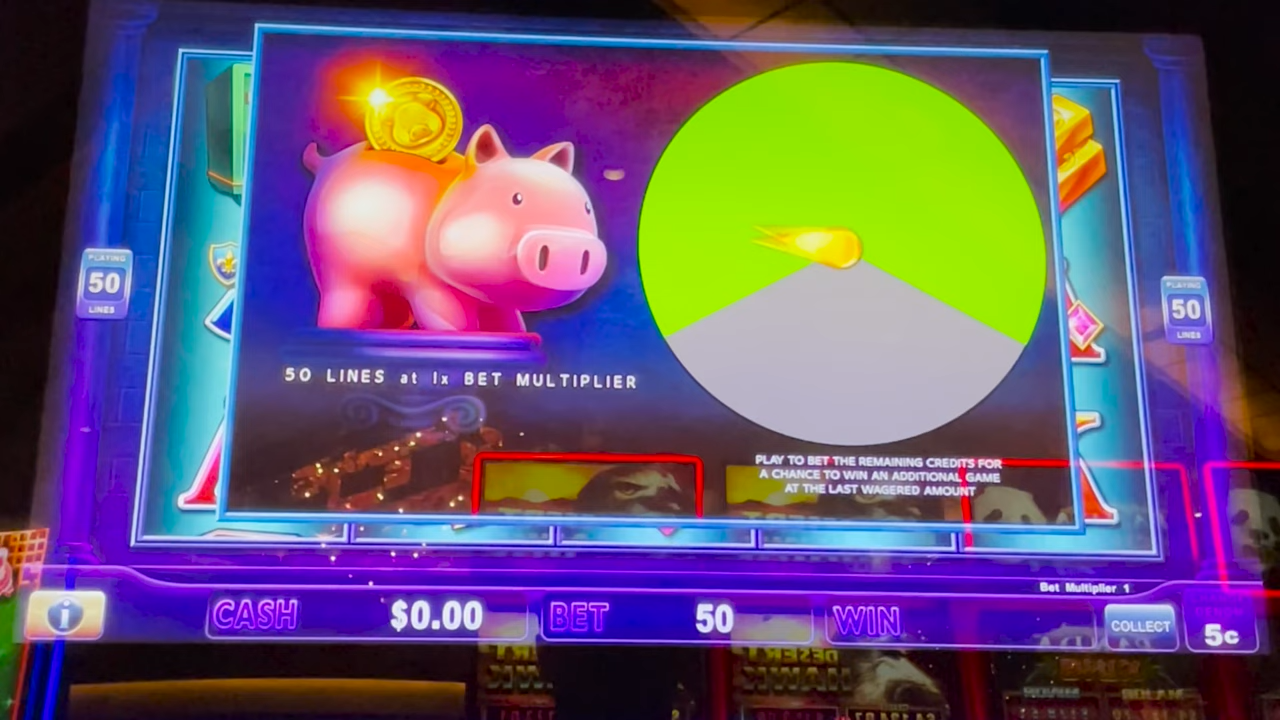 PLAYING
50
LINES
PLAYING
50
LINES
50 LINES at 1x BET MULTIPLIER
PLAY TO BET THE REMAINING CREDITS FOR
A CHANCE TO WIN AN ADDITIONAL GAME
AT THE LAST WAGERED AMOUNT
Bet Multiplier 1
CASH $0.00 BET 50 WIN COLLECT 5¢